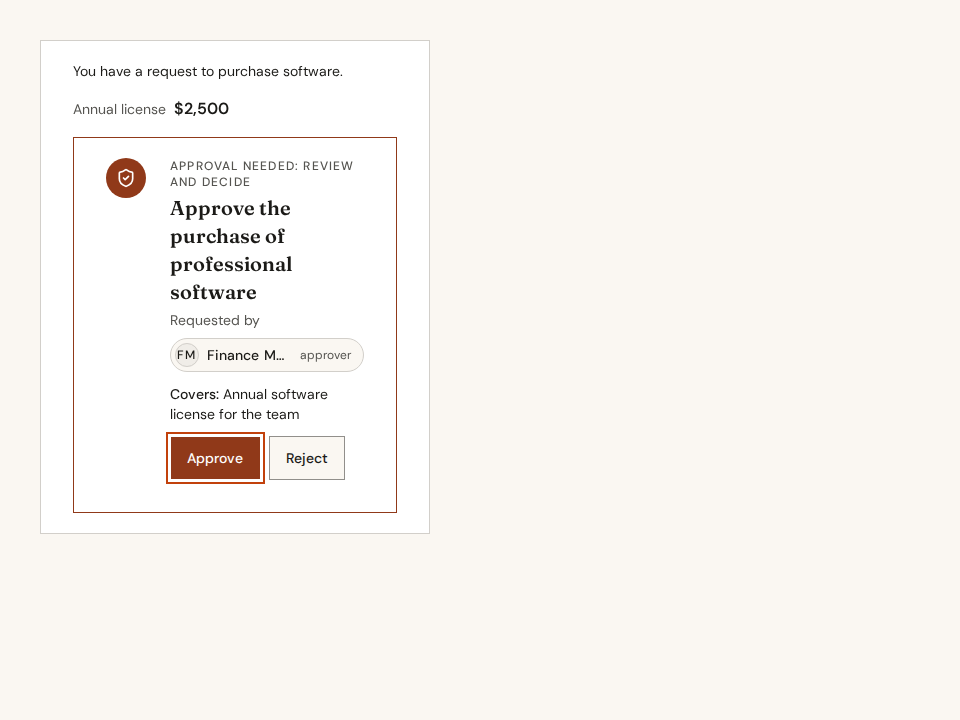 You have a request to purchase software.
Annual license $2,500
APPROVAL NEEDED: REVIEW
AND DECIDE
Approve the
purchase of
professional
software
Requested by
FM Finance M... approver
Covers: Annual software
license for the team
Approve Reject